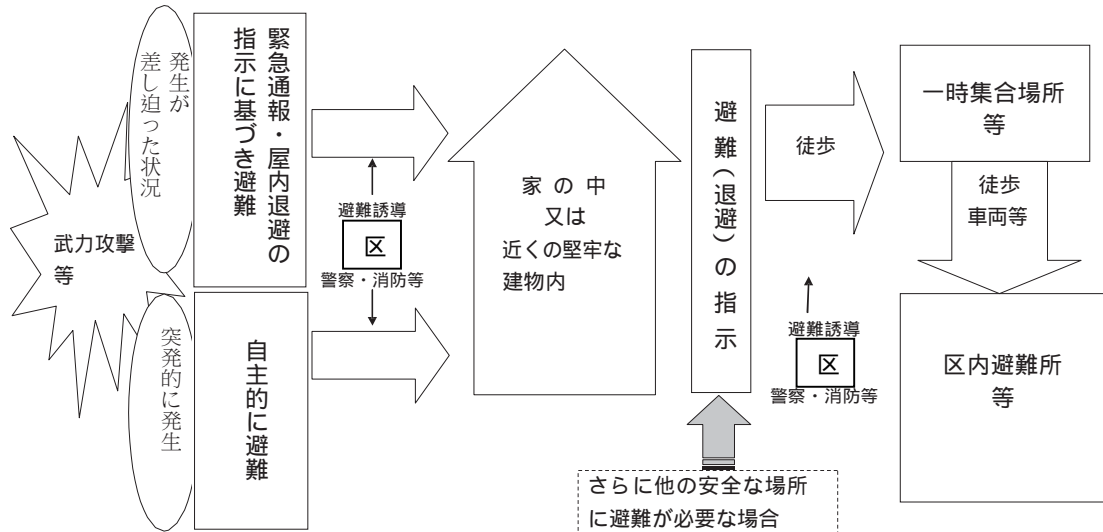 武力攻撃
等
発生が
差し迫った状況
緊急通報・屋内退避の
指示に基づき避難
突発的に発生
自主的に避難
避難誘導
区
警察・消防等
家の中
又は
近くの堅牢な
建物内
避難(退避)の指示
さらに他の安全な場所
に避難が必要な場合
徒歩
避難誘導
区
警察・消防等
一時集合場所
等
徒歩
車両等
区内避難所
等